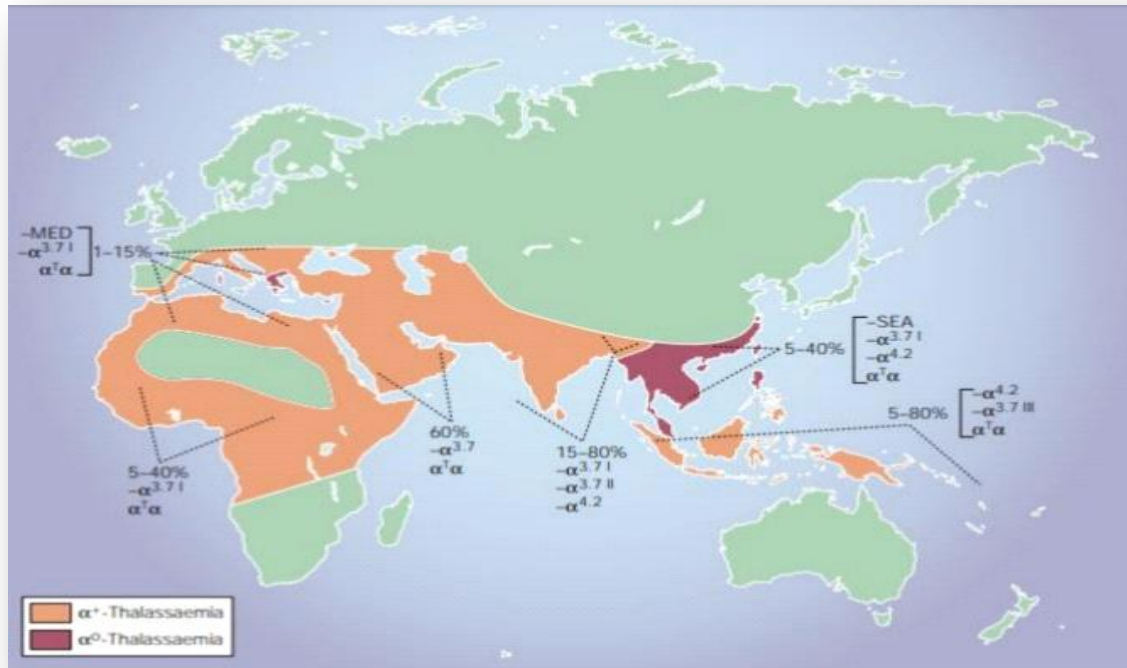 –MED
–α³·⁷ ᴵ
αᵀα
1–15%
5–40%
–α³·⁷ ᴵ
αᵀα
60%
–α³·⁷
αᵀα
15–80%
–α³·⁷ ᴵ
–α³·⁷ ᴵᴵ
–α⁴·²
5–40%
–SEA
–α³·⁷ ᴵ
–α⁴·²
αᵀα
5–80%
–α⁴·²
–α³·⁷ ᴵᴵᴵ
αᵀα
α⁺-Thalassaemia
α⁰-Thalassaemia